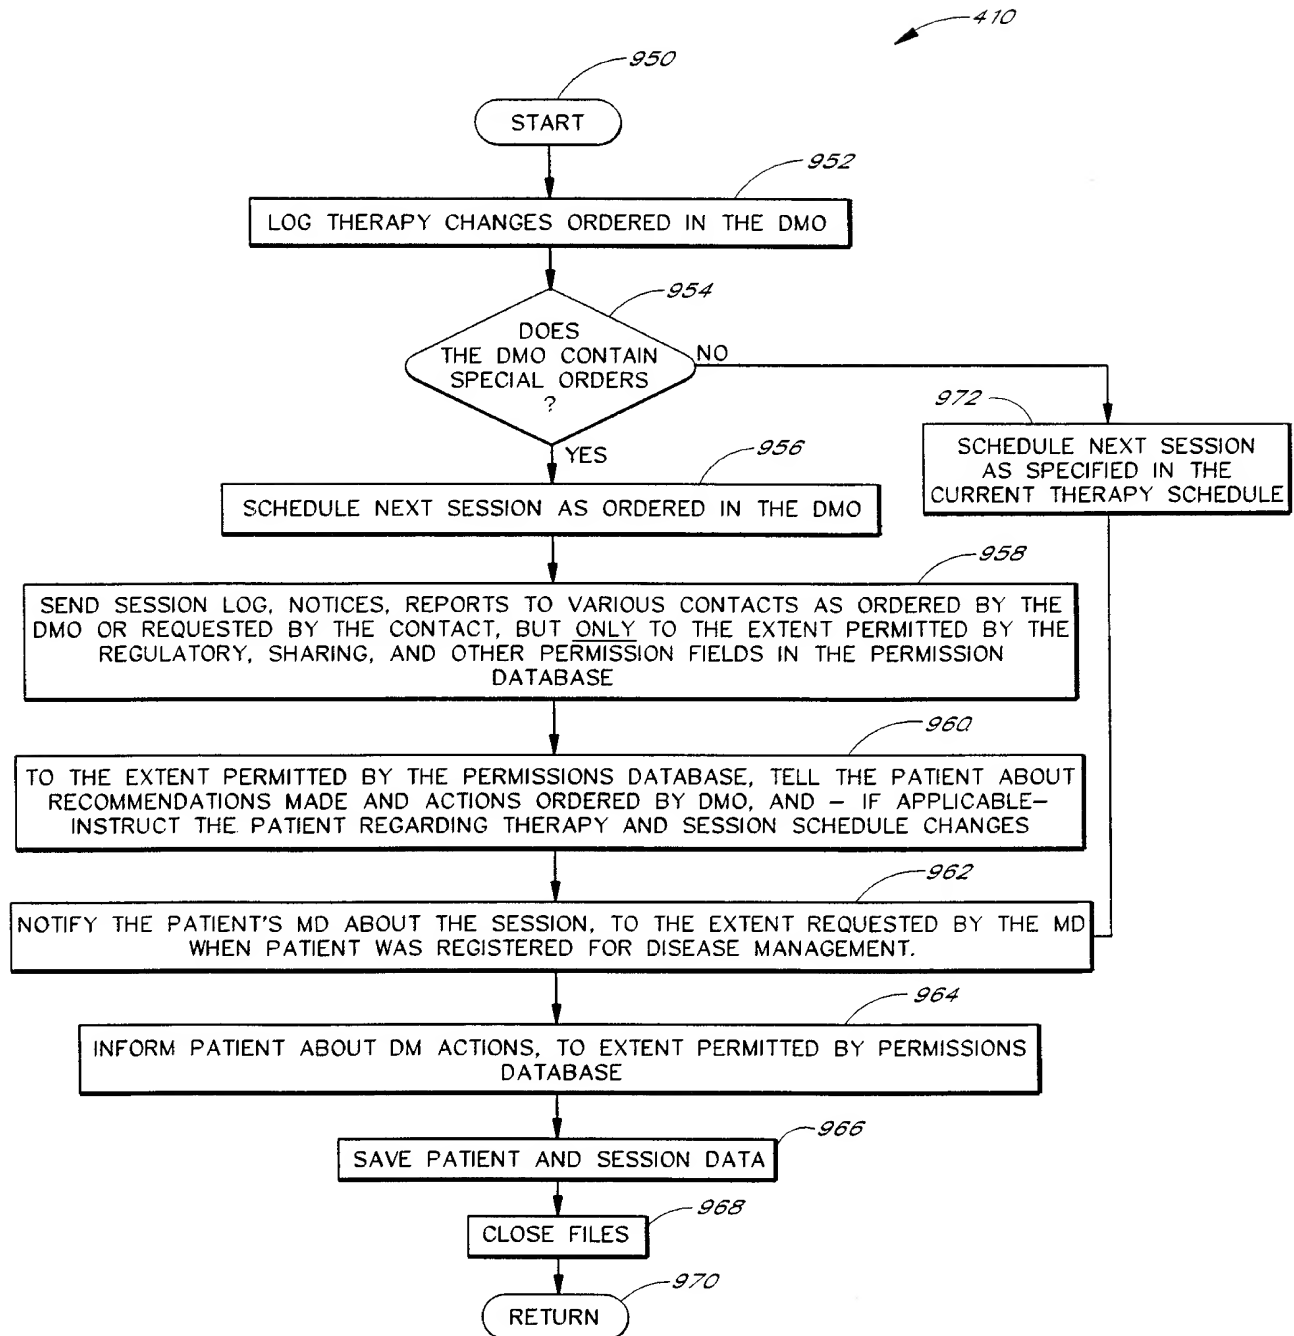 410
950
START
952
LOG THERAPY CHANGES ORDERED IN THE DMO
954
DOES
THE DMO CONTAIN
SPECIAL ORDERS
?
NO
YES
972
SCHEDULE NEXT SESSION
AS SPECIFIED IN THE
CURRENT THERAPY SCHEDULE
956
SCHEDULE NEXT SESSION AS ORDERED IN THE DMO
958
SEND SESSION LOG, NOTICES, REPORTS TO VARIOUS CONTACTS AS ORDERED BY THE
DMO OR REQUESTED BY THE CONTACT, BUT ONLY TO THE EXTENT PERMITTED BY THE
REGULATORY, SHARING, AND OTHER PERMISSION FIELDS IN THE PERMISSION
DATABASE
960
TO THE EXTENT PERMITTED BY THE PERMISSIONS DATABASE, TELL THE PATIENT ABOUT
RECOMMENDATIONS MADE AND ACTIONS ORDERED BY DMO, AND – IF APPLICABLE–
INSTRUCT THE PATIENT REGARDING THERAPY AND SESSION SCHEDULE CHANGES
962
NOTIFY THE PATIENT'S MD ABOUT THE SESSION, TO THE EXTENT REQUESTED BY THE MD
WHEN PATIENT WAS REGISTERED FOR DISEASE MANAGEMENT.
964
INFORM PATIENT ABOUT DM ACTIONS, TO EXTENT PERMITTED BY PERMISSIONS
DATABASE
966
SAVE PATIENT AND SESSION DATA
968
CLOSE FILES
970
RETURN